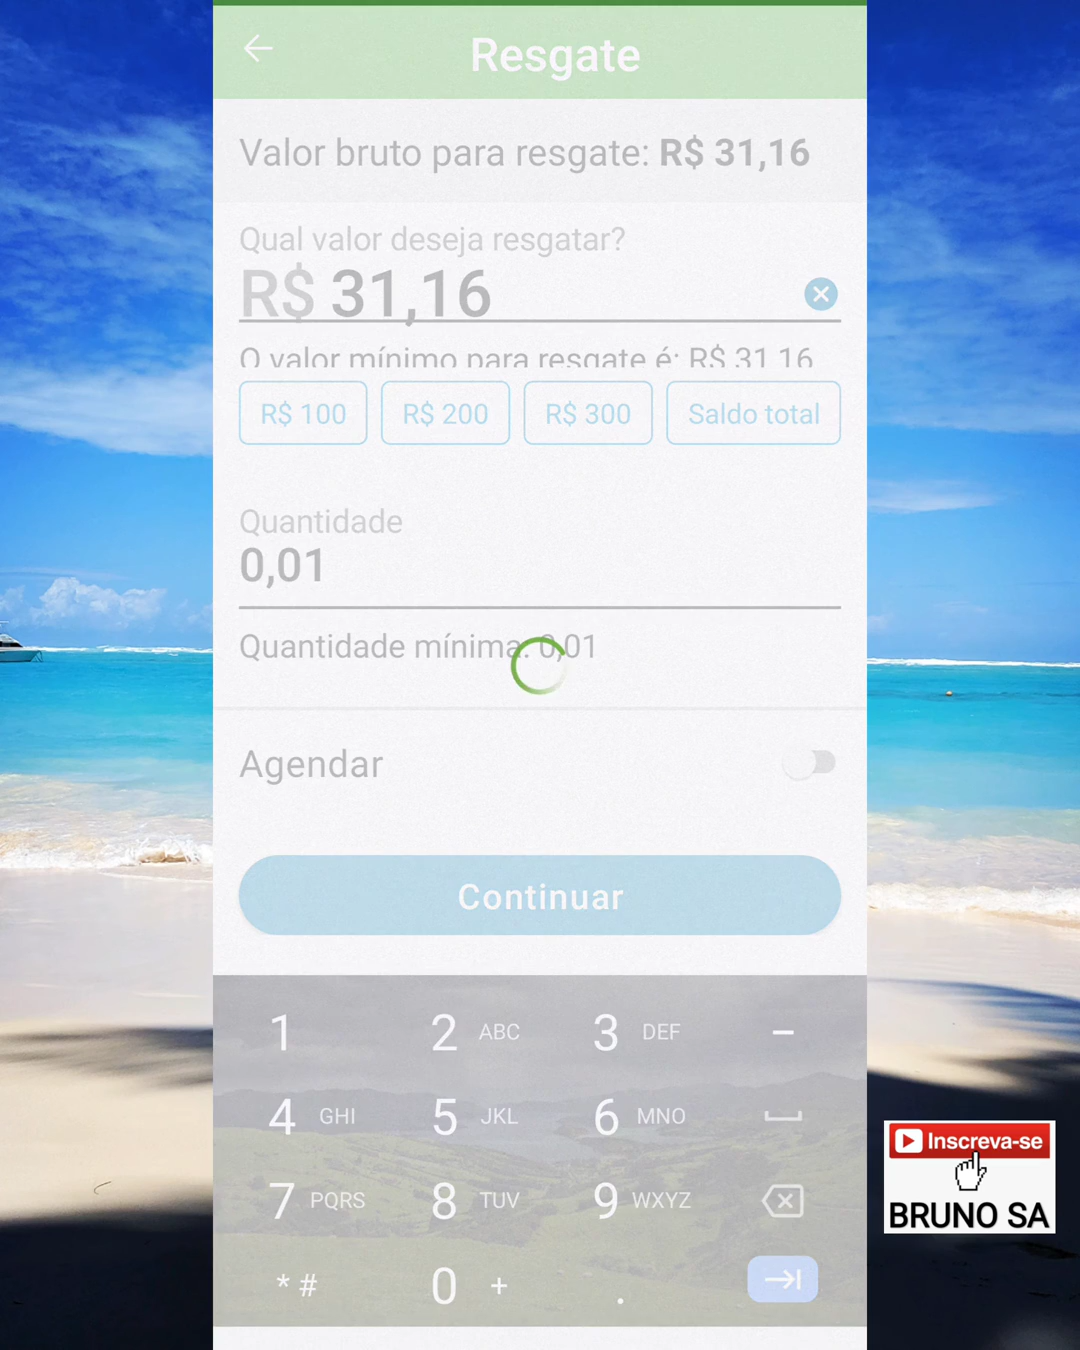 Resgate
Valor bruto para resgate: R$ 31,16
Qual valor deseja resgatar?
R$ 31,16
O valor mínimo para resgate é: R$ 31,16
R$ 100 R$ 200 R$ 300 Saldo total
Quantidade
0,01
Quantidade mínima: 0,01
Agendar
Continuar
1 2 ABC 3 DEF –
4 GHI 5 JKL 6 MNO
Inscreva-se
7 PQRS 8 TUV 9 WXYZ
BRUNO SA
* # 0 + .